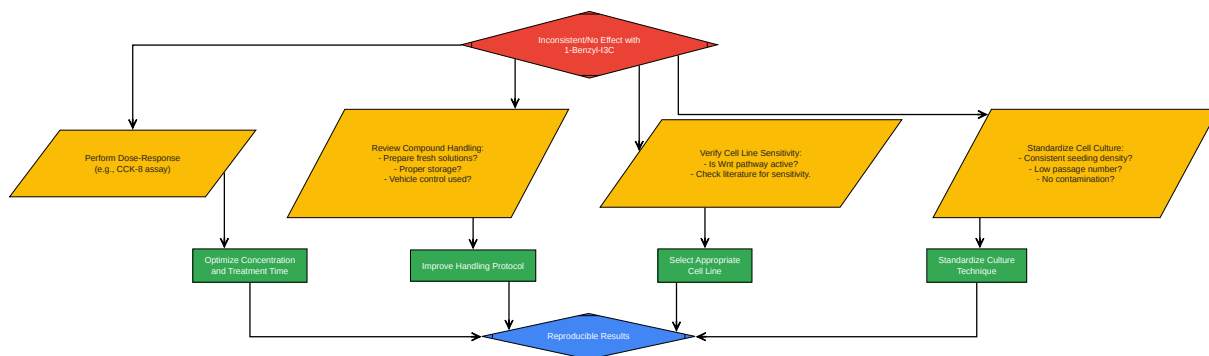 Inconsistent/No Effect with
1-Benzyl-I3C
Perform Dose-Response
(e.g., CCK-8 assay)
Review Compound Handling:
- Prepare fresh solutions?
- Proper storage?
- Vehicle control used?
Verify Cell Line Sensitivity:
- Is Wnt pathway active?
- Check literature for sensitivity.
Standardize Cell Culture:
- Consistent seeding density?
- Low passage number?
- No contamination?
Optimize Concentration
and Treatment Time
Improve Handling Protocol
Select Appropriate
Cell Line
Standardize Culture
Technique
Reproducible Results